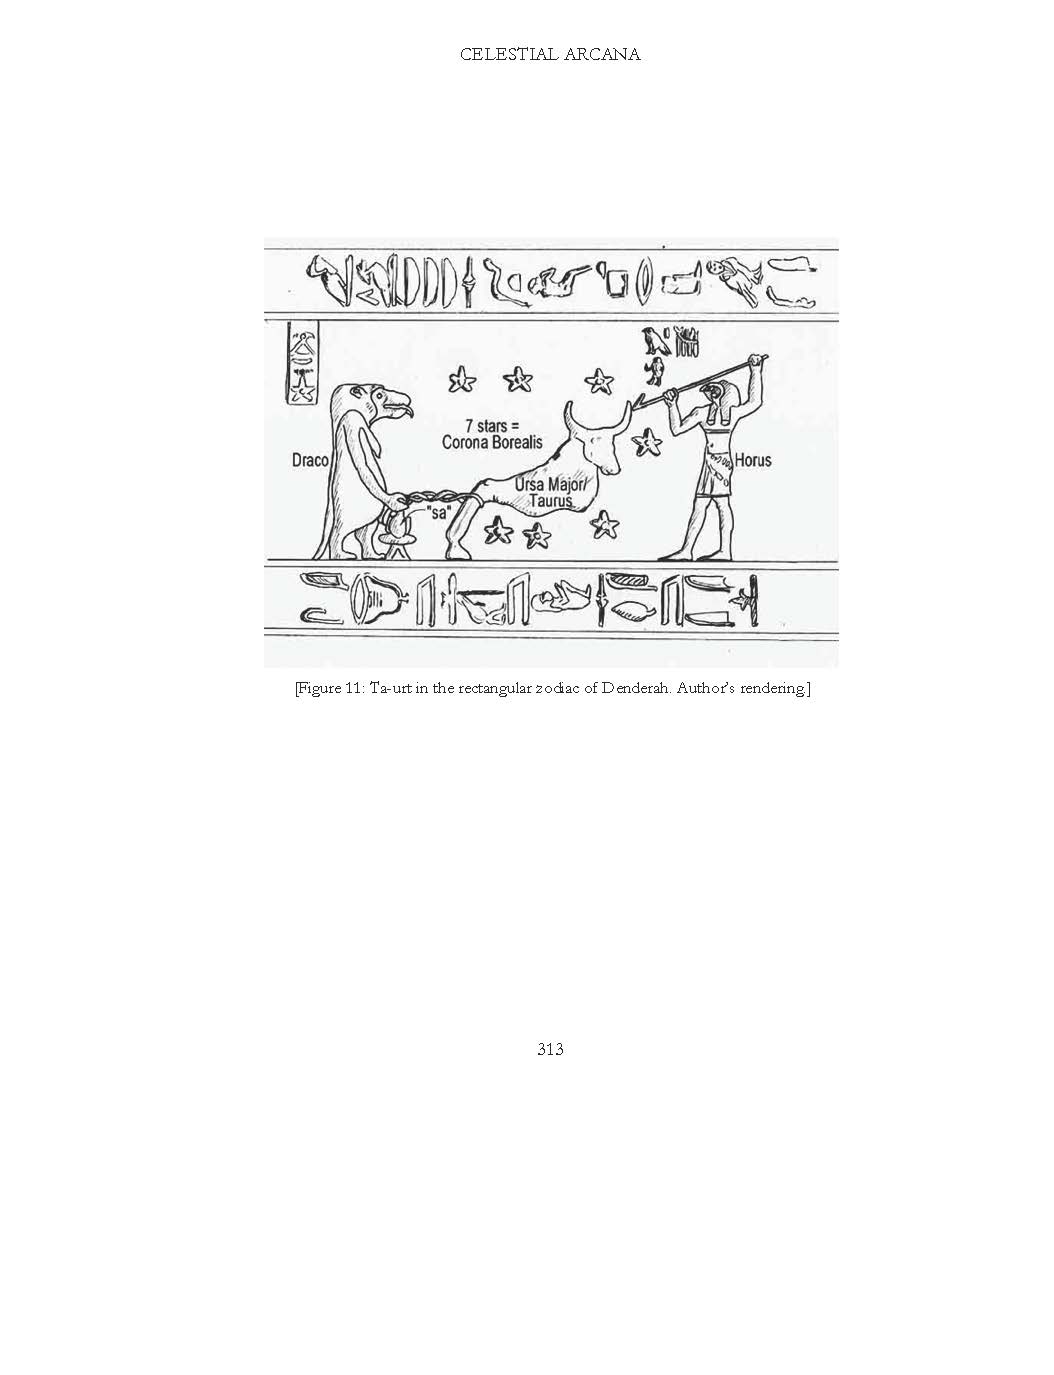 CELESTIAL ARCANA
7 stars =
Corona Borealis
Draco
Horus
Ursa Major/
Taurus
"sa"
[Figure 11: Ta-urt in the rectangular zodiac of Denderah. Author's rendering.]
313